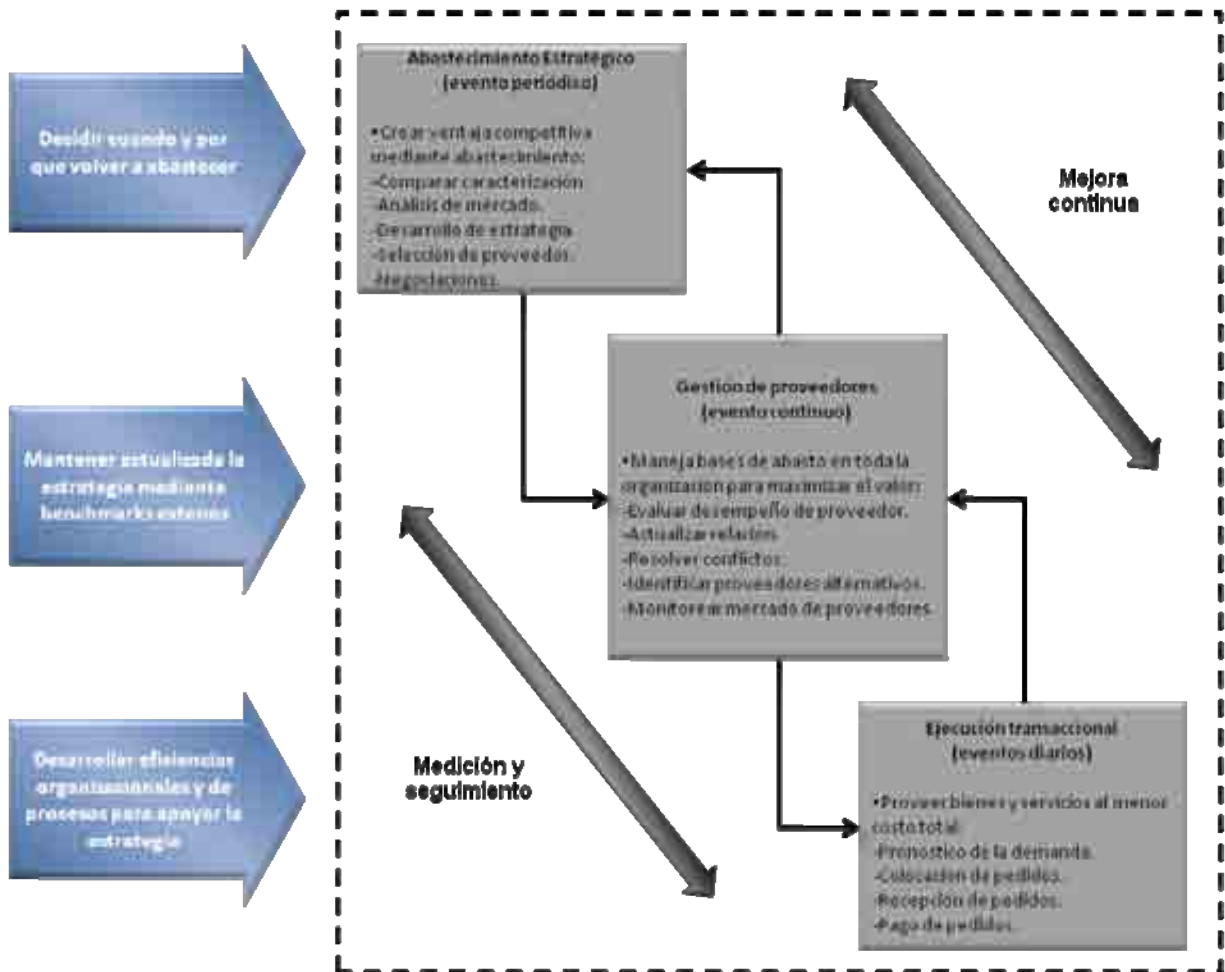 Decidir cuando y por
que volver a abastecer
Mantener actualizada la
estrategia mediante
benchmarks externos
Desarrollar eficiencias
organizacionales y de
procesos para apoyar la
estrategia
Abastecimiento Estratégico
(evento periódico)
•Crear ventaja competitiva
mediante abastecimiento:
-Comparar caracterización
-Análisis de mercado.
-Desarrollo de estrategia
-Selección de proveedor.
-Negociaciones.
Mejora
continua
Gestión de proveedores
(evento continuo)
•Maneja bases de abasto en toda la
organización para maximizar el valor:
-Evaluar desempeño de proveedor.
-Actualizar relación.
-Resolver conflictos.
-Identificar proveedores alternativos.
-Monitorear mercado de proveedores.
Medición y
seguimiento
Ejecución transaccional
(eventos diarios)
•Proveer bienes y servicios al menor
costo total:
-Pronostico de la demanda.
-Colocación de pedidos.
-Recepción de pedidos.
-Pago de pedidos.